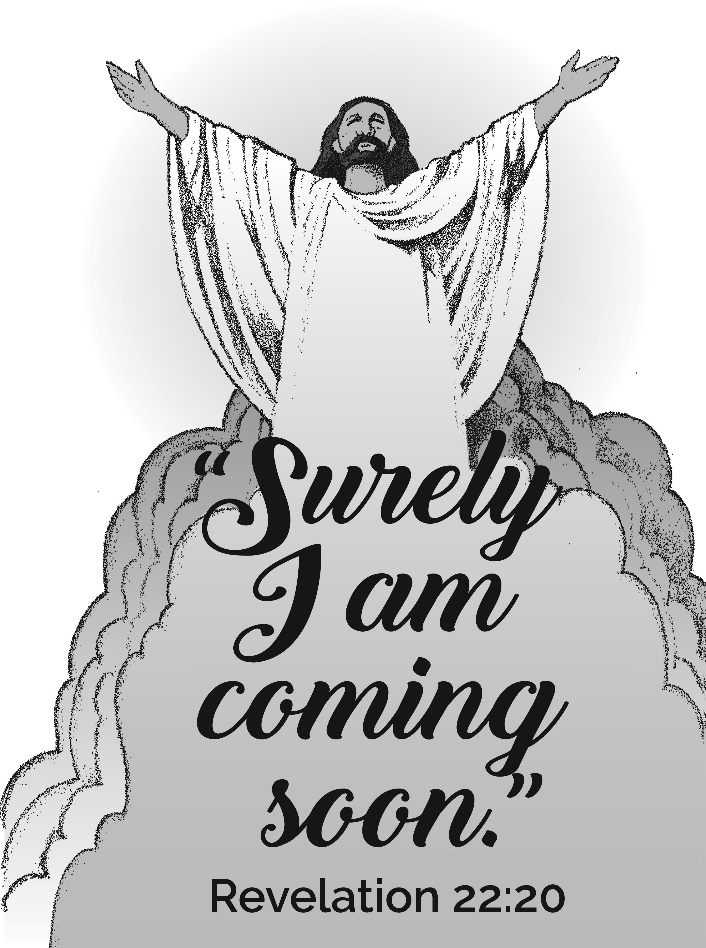 “Surely
I am
coming
soon.”
Revelation 22:20